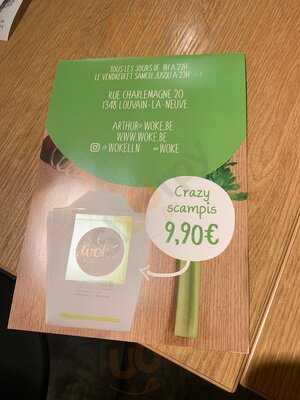 TOUS LES JOURS DE 11H À 22H
LE VENDREDI ET SAMEDI JUSQU'À 23H
RUE CHARLEMAGNE 20
1348 LOUVAIN-LA-NEUVE
ARTHUR@WOKE.BE
WWW.WOKE.BE
@WOKELLN WOKE
Crazy
scampis
9,90€
woke